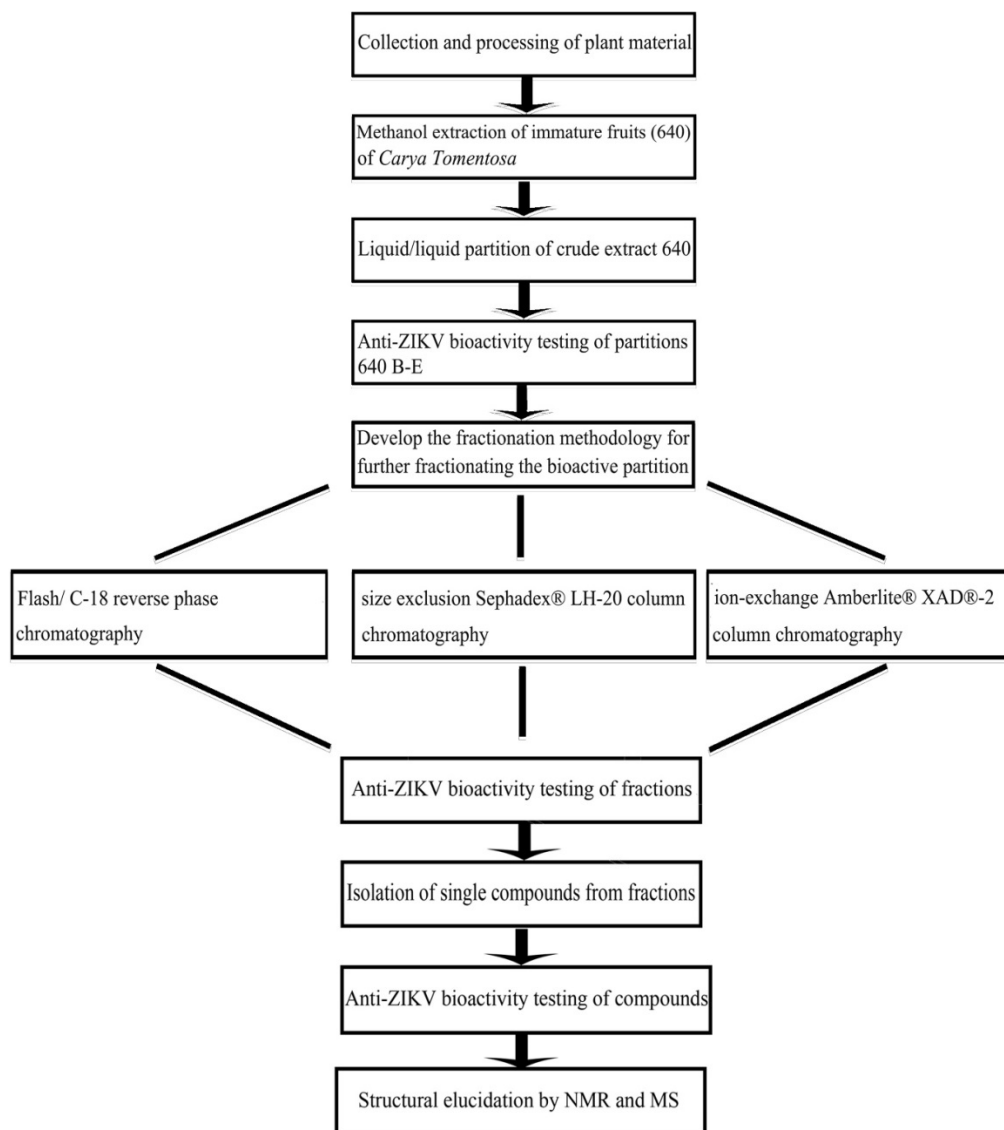 Collection and processing of plant material
Methanol extraction of immature fruits (640)
of Carya Tomentosa
Liquid/liquid partition of crude extract 640
Anti-ZIKV bioactivity testing of partitions
640 B-E
Develop the fractionation methodology for
further fractionating the bioactive partition
Flash/ C-18 reverse phase
chromatography
size exclusion Sephadex® LH-20 column
chromatography
ion-exchange Amberlite® XAD®-2
column chromatography
Anti-ZIKV bioactivity testing of fractions
Isolation of single compounds from fractions
Anti-ZIKV bioactivity testing of compounds
Structural elucidation by NMR and MS